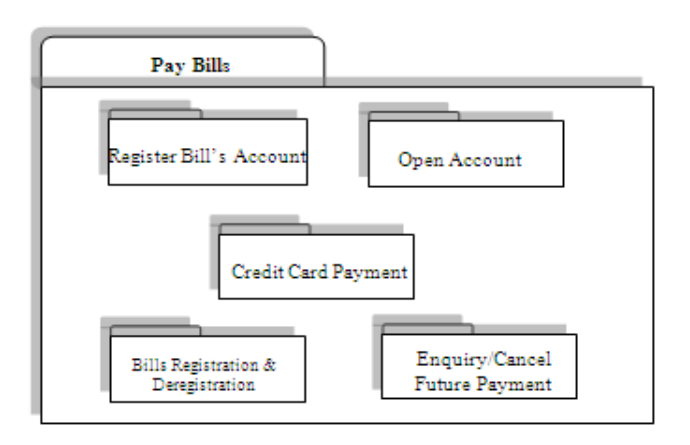 Pay Bills
Register Bill's Account
Open Account
Credit Card Payment
Bills Registration &
Deregistration
Enquiry/Cancel
Future Payment